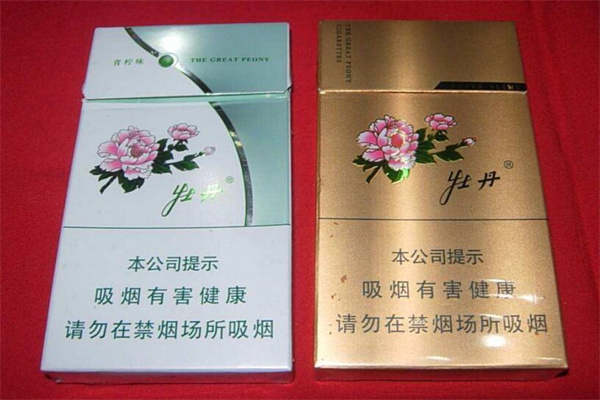 青柠味
THE GREAT PEONY
牡丹®
本公司提示
吸烟有害健康
请勿在禁烟场所吸烟
THE GREAT PEONY
CIGARETTES
牡丹®
本公司提示
吸烟有害健康
请勿在禁烟场所吸烟